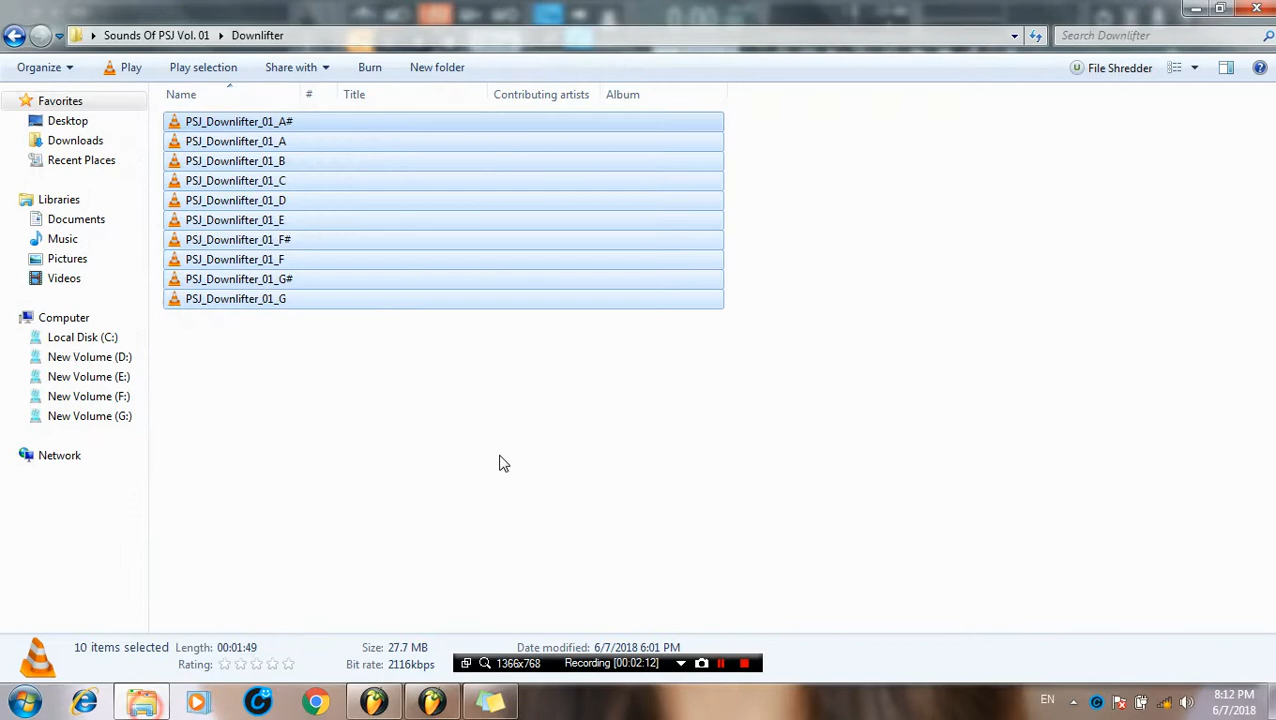 Sounds Of PSJ Vol. 01 Downlifter Search Downlifter
Organize Play Play selection Share with Burn New folder File Shredder
Name # Title Contributing artists Album
Favorites
Desktop
Downloads
Recent Places
Libraries
Documents
Music
Pictures
Videos
Computer
Local Disk (C:)
New Volume (D:)
New Volume (E:)
New Volume (F:)
New Volume (G:)
Network
PSJ_Downlifter_01_A#
PSJ_Downlifter_01_A
PSJ_Downlifter_01_B
PSJ_Downlifter_01_C
PSJ_Downlifter_01_D
PSJ_Downlifter_01_E
PSJ_Downlifter_01_F#
PSJ_Downlifter_01_F
PSJ_Downlifter_01_G#
PSJ_Downlifter_01_G
10 items selected Length: 00:01:49 Size: 27.7 MB Date modified: 6/7/2018 6:01 PM
Rating: Bit rate: 2116kbps
1366x768 Recording [00:02:12]
EN 8:12 PM
6/7/2018